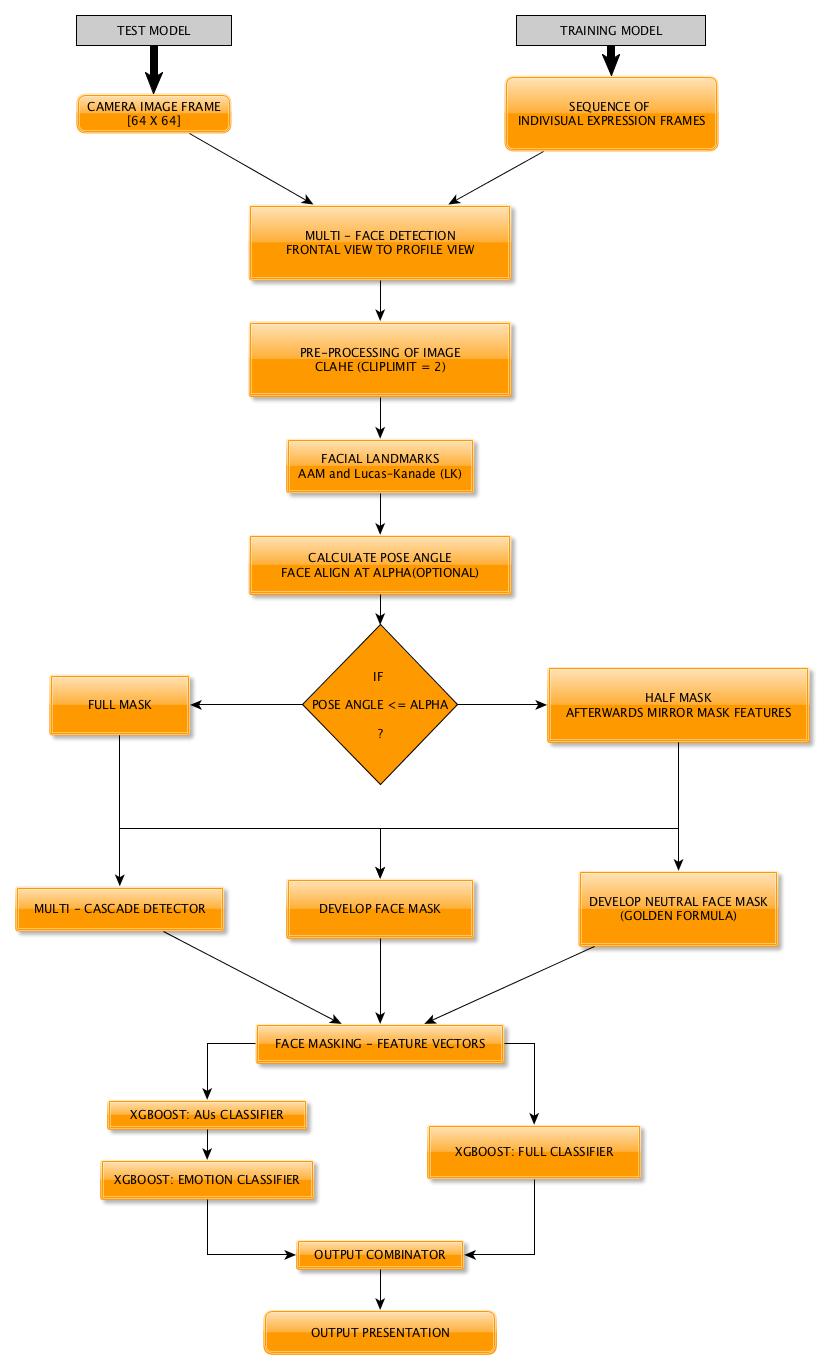 TEST MODEL
TRAINING MODEL
CAMERA IMAGE FRAME
[64 X 64]
SEQUENCE OF
INDIVISUAL EXPRESSION FRAMES
MULTI - FACE DETECTION
FRONTAL VIEW TO PROFILE VIEW
PRE-PROCESSING OF IMAGE
CLAHE (CLIPLIMIT = 2)
FACIAL LANDMARKS
AAM and Lucas-Kanade (LK)
CALCULATE POSE ANGLE
FACE ALIGN AT ALPHA(OPTIONAL)
IF
POSE ANGLE <= ALPHA
?
FULL MASK
HALF MASK
AFTERWARDS MIRROR MASK FEATURES
MULTI - CASCADE DETECTOR
DEVELOP FACE MASK
DEVELOP NEUTRAL FACE MASK
(GOLDEN FORMULA)
FACE MASKING - FEATURE VECTORS
XGBOOST: AUs CLASSIFIER
XGBOOST: EMOTION CLASSIFIER
XGBOOST: FULL CLASSIFIER
OUTPUT COMBINATOR
OUTPUT PRESENTATION